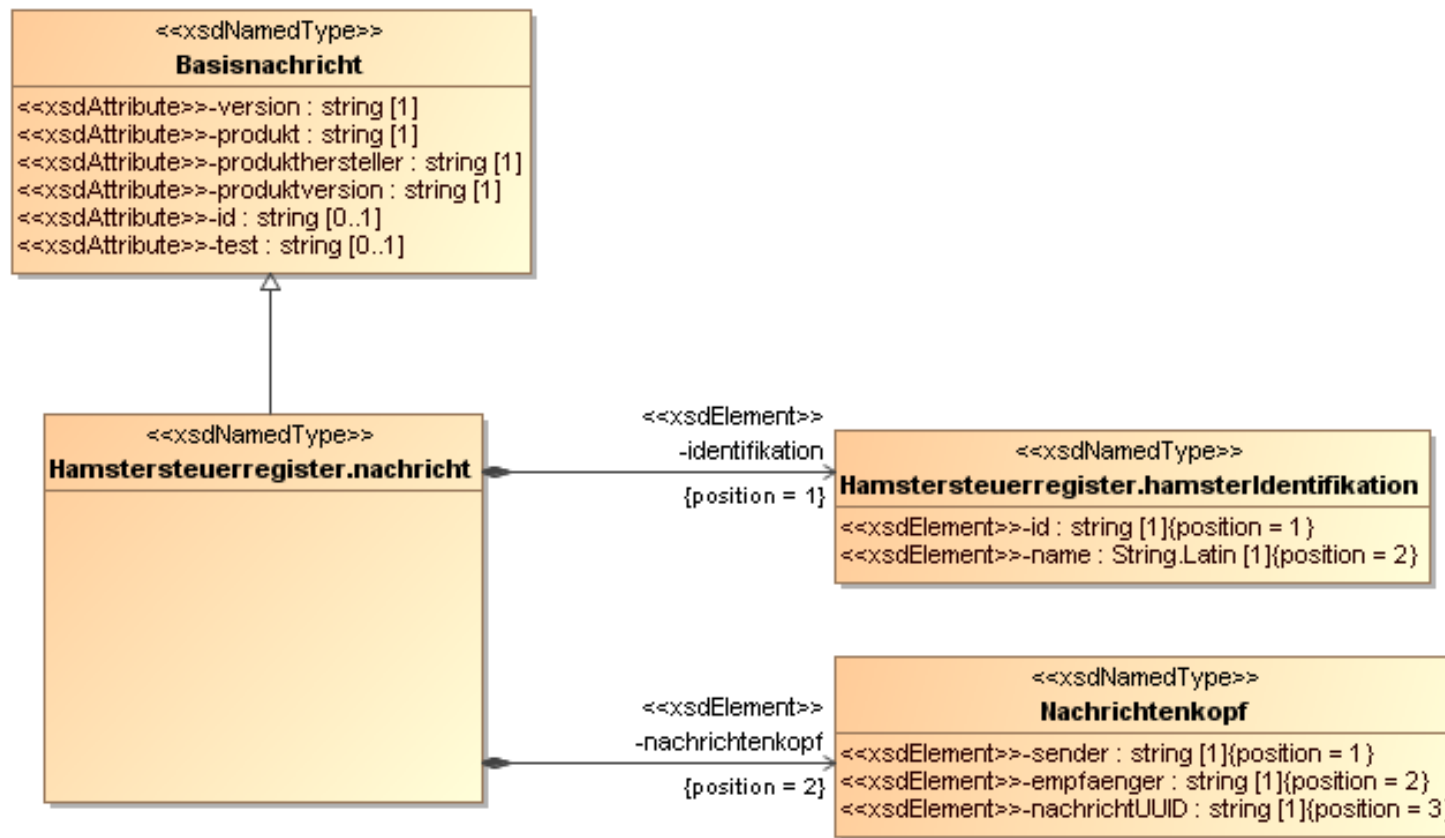 <<xsdNamedType>>
Basisnachricht
<<xsdAttribute>>-version : string [1]
<<xsdAttribute>>-produkt : string [1]
<<xsdAttribute>>-produkthersteller : string [1]
<<xsdAttribute>>-produktversion : string [1]
<<xsdAttribute>>-id : string [0..1]
<<xsdAttribute>>-test : string [0..1]
<<xsdNamedType>>
Hamstersteuerregister.nachricht
<<xsdElement>>
-identifikation
{position = 1}
<<xsdNamedType>>
Hamstersteuerregister.hamsterIdentifikation
<<xsdElement>>-id : string [1]{position = 1}
<<xsdElement>>-name : String.Latin [1]{position = 2}
<<xsdElement>>
-nachrichtenkopf
{position = 2}
<<xsdNamedType>>
Nachrichtenkopf
<<xsdElement>>-sender : string [1]{position = 1}
<<xsdElement>>-empfaenger : string [1]{position = 2}
<<xsdElement>>-nachrichtUUID : string [1]{position = 3}